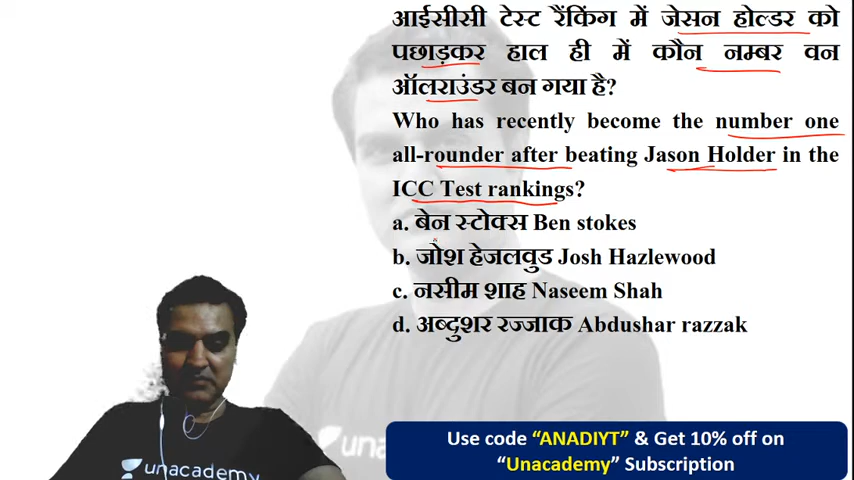 आईसीसी टेस्ट रैंकिंग में जेसन होल्डर को
पछाड़कर हाल ही में कौन नम्बर वन
ऑलराउंडर बन गया है?
Who has recently become the number one
all-rounder after beating Jason Holder in the
ICC Test rankings?
a. बेन स्टोक्स Ben stokes
b. जोश हेजलवुड Josh Hazlewood
c. नसीम शाह Naseem Shah
d. अब्दुशर रज्जाक Abdushar razzak
unacademy
una
Use code “ANADIYT” & Get 10% off on
“Unacademy” Subscription